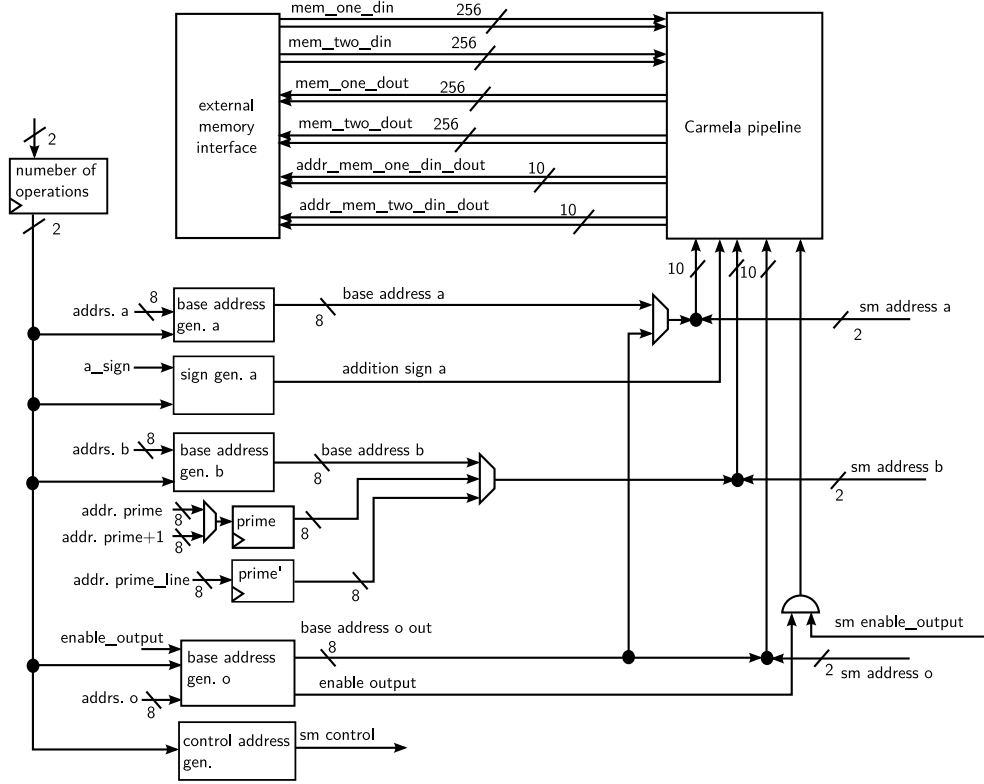 mem_one_din 256
mem_two_din 256
mem_one_dout 256
mem_two_dout 256
addr_mem_one_din_dout 10
addr_mem_two_din_dout 10
external
memory
interface
Carmela pipeline
2
numeber of
operations
2
10
10
10
addrs. a 8
base address
gen. a
8
base address a
sm address a
2
a_sign
sign gen. a
addition sign a
addrs. b 8
base address
gen. b
8
base address b
sm address b
2
addr. prime
8
addr. prime+1
8
prime
8
addr. prime_line
8
prime'
8
enable_output
base address
gen. o
base address o out
8
enable output
sm enable_output
2
sm address o
addrs. o
8
control address
gen.
sm control